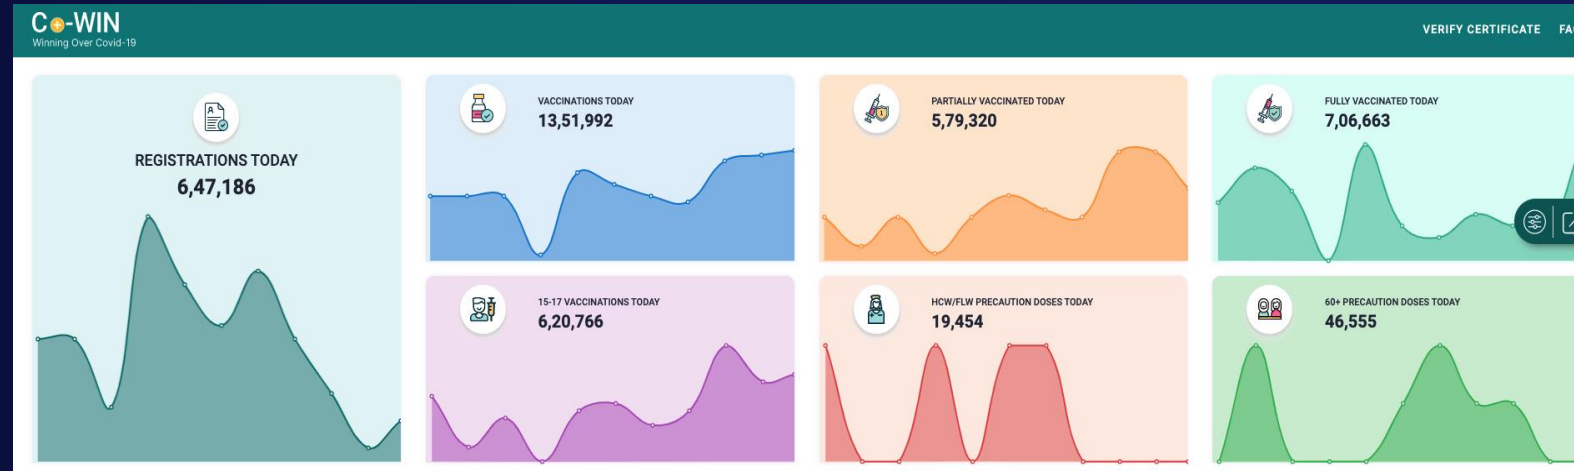 Co-WIN
Winning Over Covid-19
VERIFY CERTIFICATE
REGISTRATIONS TODAY
6,47,186
VACCINATIONS TODAY
13,51,992
PARTIALLY VACCINATED TODAY
5,79,320
FULLY VACCINATED TODAY
7,06,663
15-17 VACCINATIONS TODAY
6,20,766
HCW/FLW PRECAUTION DOSES TODAY
19,454
60+ PRECAUTION DOSES TODAY
46,555